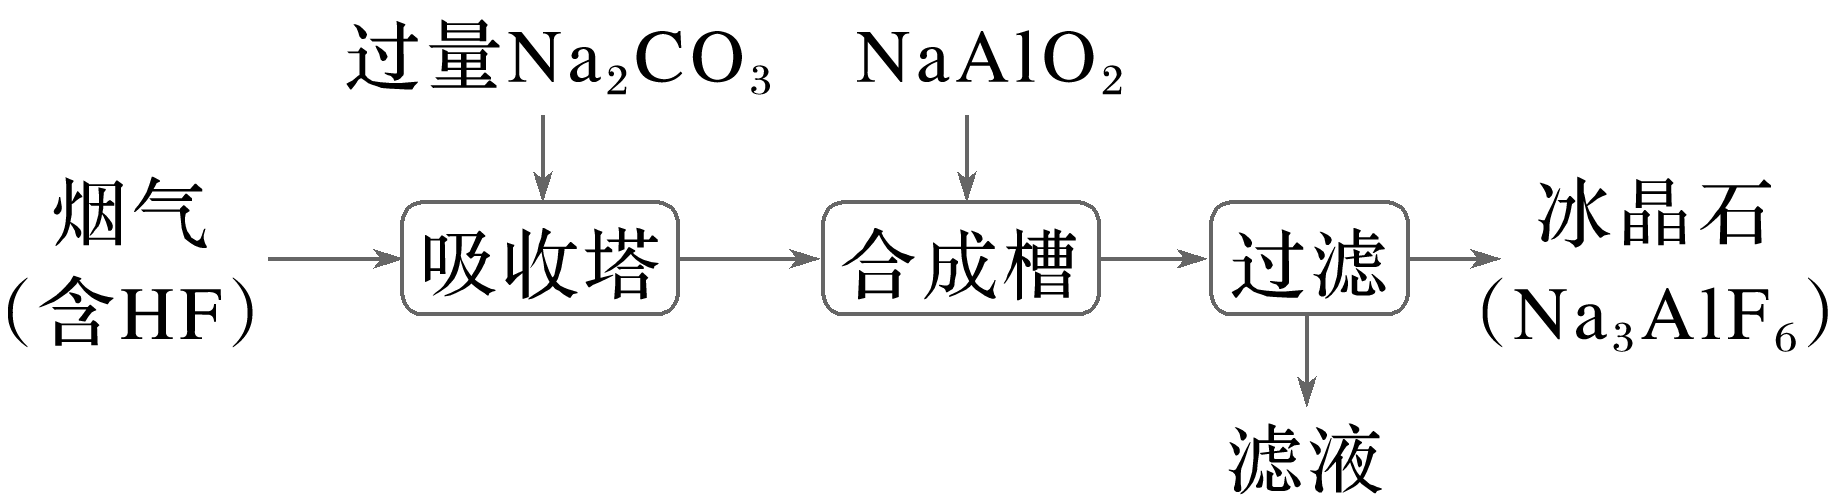 过量Na₂CO₃ NaAlO₂
烟气
(含HF)
吸收塔
合成槽
过滤
冰晶石
(Na₃AlF₆)
滤液